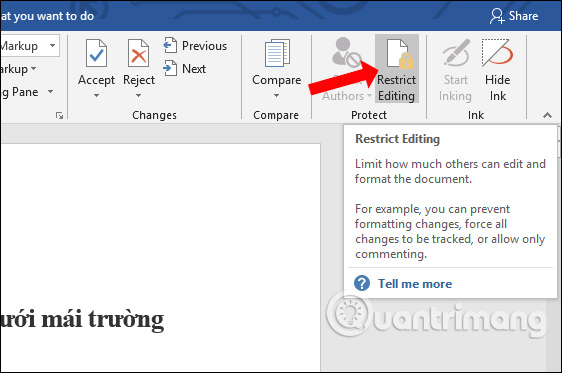 at you want to do
Share
Markup
arkup
ng Pane
Accept
Reject
Previous
Next
Changes
Compare
Compare
Authors
Restrict
Editing
Protect
Start
Inking
Hide
Ink
Ink
Restrict Editing
Limit how much others can edit and
format the document.
For example, you can prevent
formatting changes, force all
changes to be tracked, or allow only
commenting.
Tell me more
ưới mái trường
Quantrimang